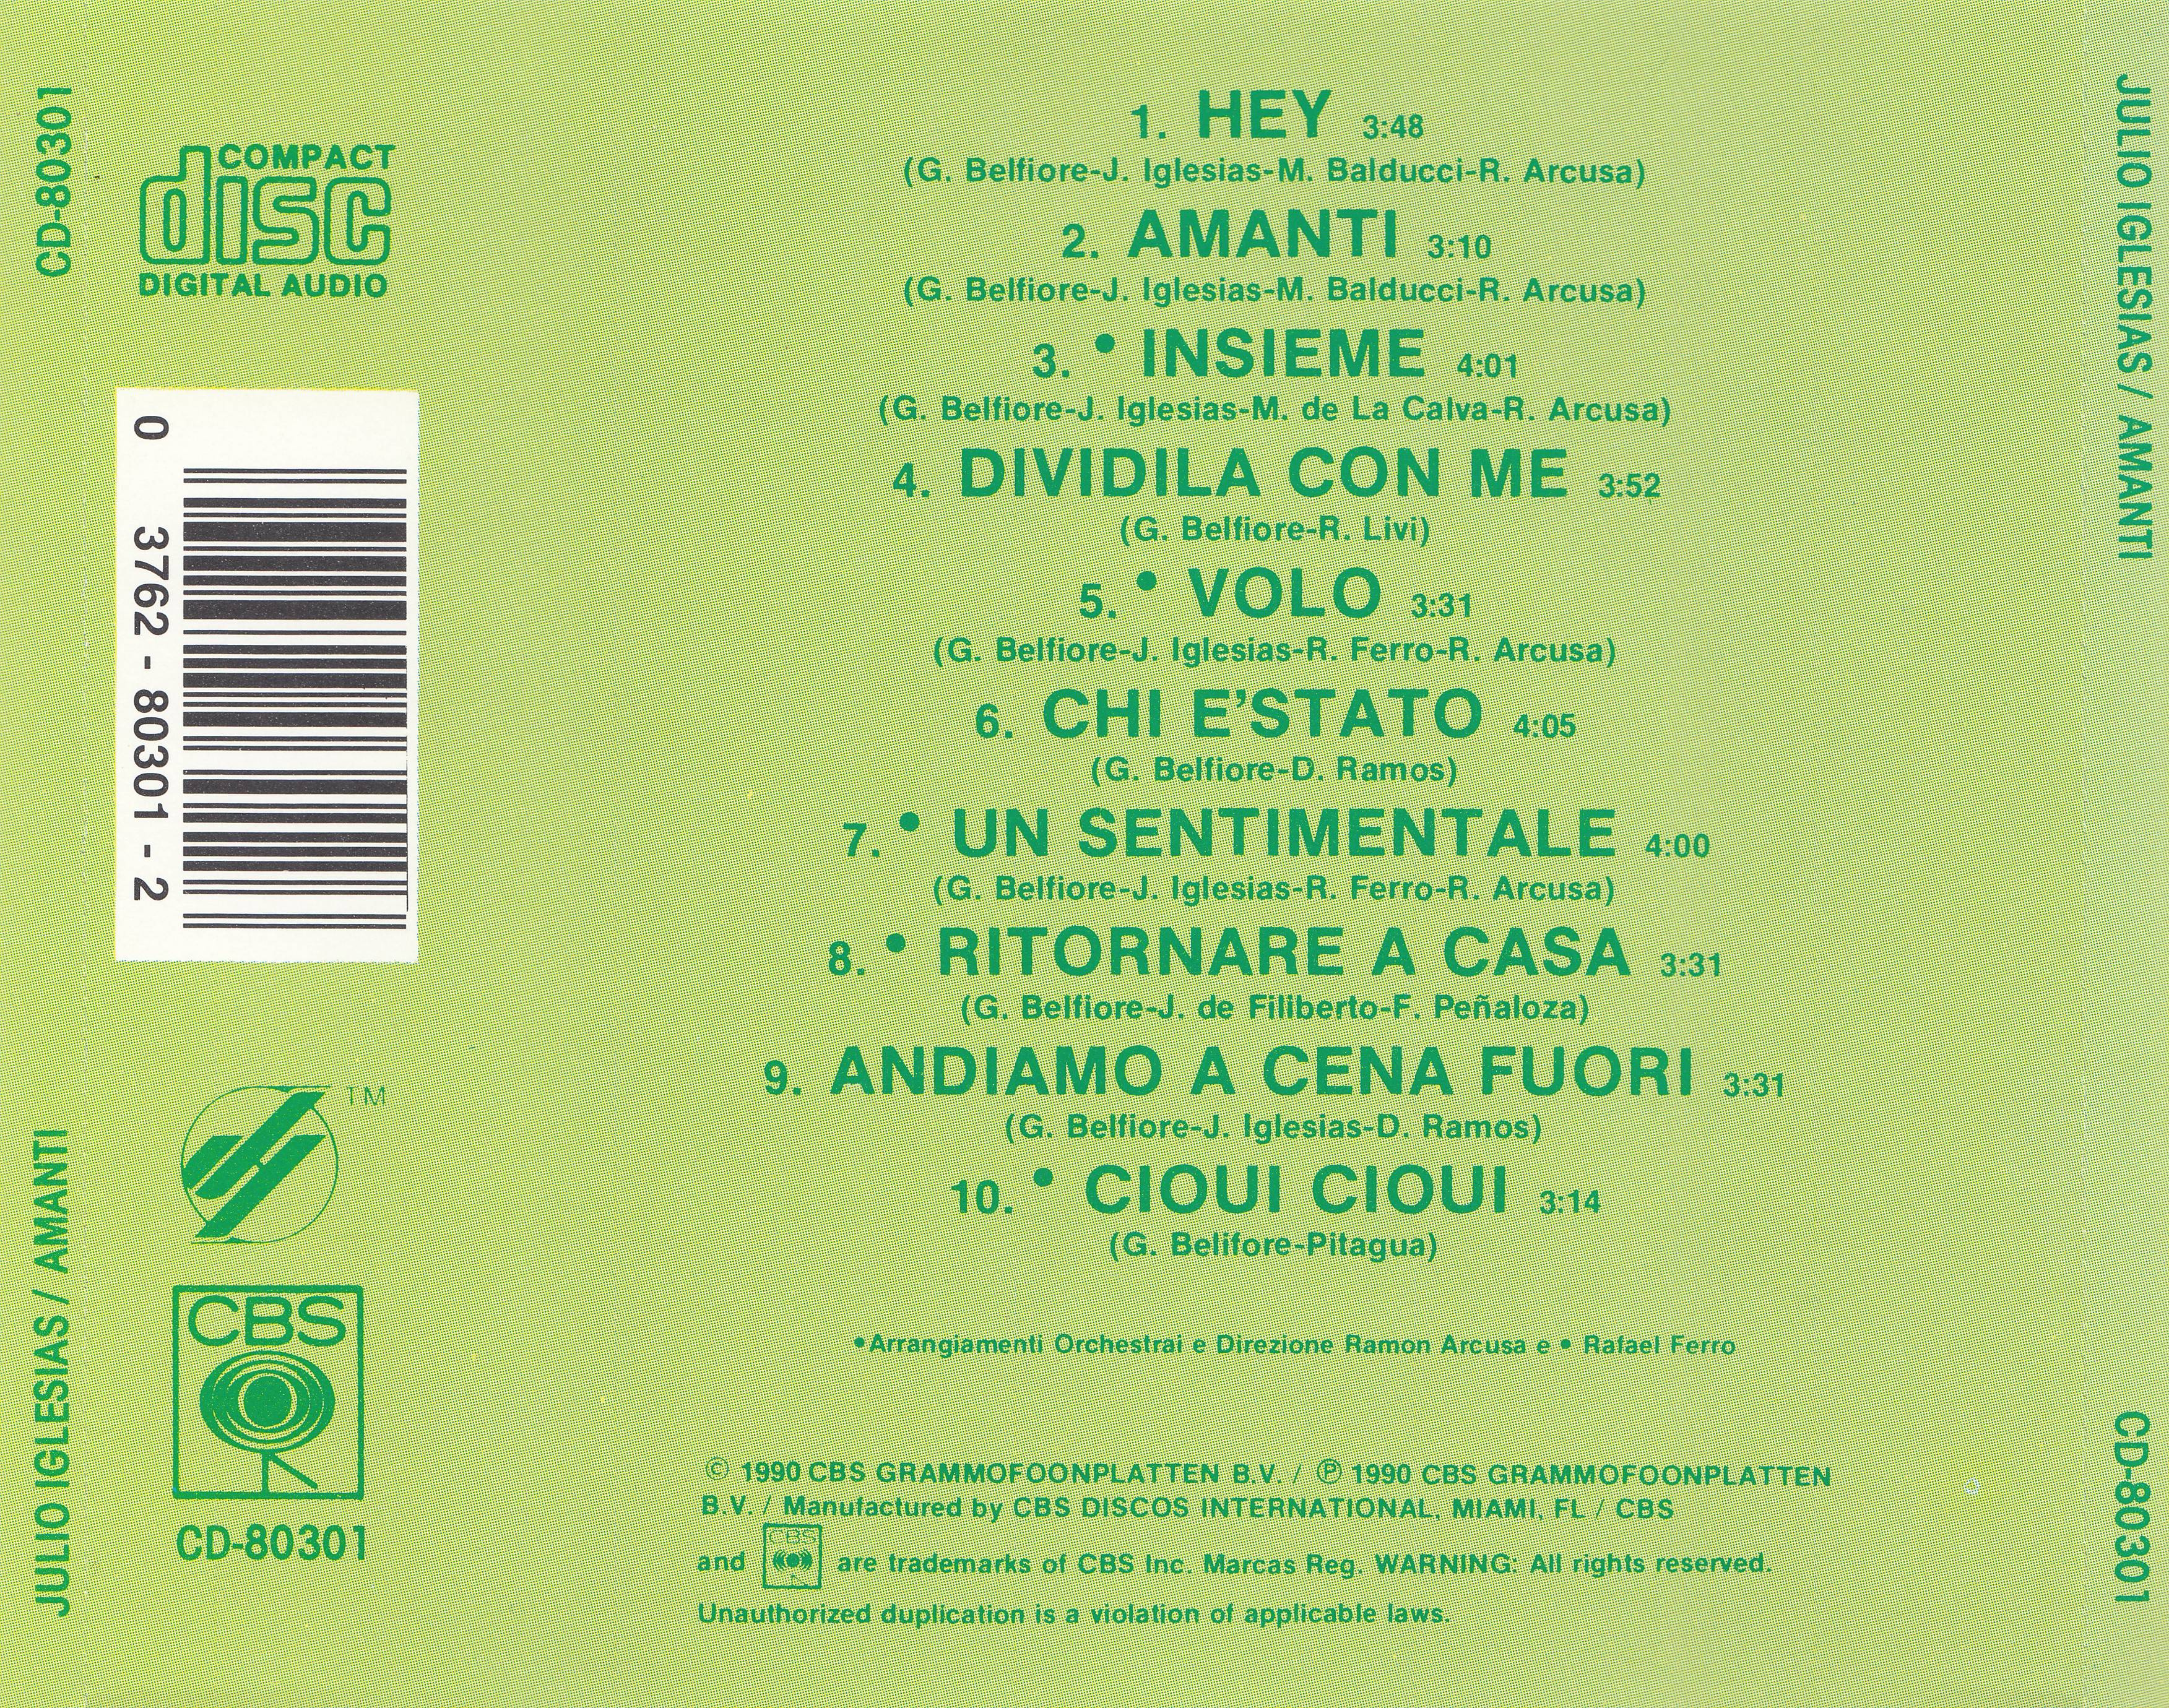 CD-80301
JULIO IGLESIAS / AMANTI
COMPACT
disc
DIGITAL AUDIO
0 3762 - 80301 - 2
TM
CBS
CD-80301
1. HEY 3:48
(G. Belfiore-J. Iglesias-M. Balducci-R. Arcusa)
2. AMANTI 3:10
(G. Belfiore-J. Iglesias-M. Balducci-R. Arcusa)
3. • INSIEME 4:01
(G. Belfiore-J. Iglesias-M. de La Calva-R. Arcusa)
4. DIVIDILA CON ME 3:52
(G. Belfiore-R. Livi)
5. • VOLO 3:31
(G. Belfiore-J. Iglesias-R. Ferro-R. Arcusa)
6. CHI E'STATO 4:05
(G. Belfiore-D. Ramos)
7. • UN SENTIMENTALE 4:00
(G. Belfiore-J. Iglesias-R. Ferro-R. Arcusa)
8. • RITORNARE A CASA 3:31
(G. Belfiore-J. de Filiberto-F. Peñaloza)
9. ANDIAMO A CENA FUORI 3:31
(G. Belfiore-J. Iglesias-D. Ramos)
10. • CIOUI CIOUI 3:14
(G. Belifore-Pitagua)
•Arrangiamenti Orchestrai e Direzione Ramon Arcusa e • Rafael Ferro
© 1990 CBS GRAMMOFOONPLATTEN B.V. / ℗ 1990 CBS GRAMMOFOONPLATTEN
B.V. / Manufactured by CBS DISCOS INTERNATIONAL, MIAMI, FL / CBS
and CBS are trademarks of CBS Inc. Marcas Reg. WARNING: All rights reserved.
Unauthorized duplication is a violation of applicable laws.
JULIO IGLESIAS / AMANTI
CD-80301